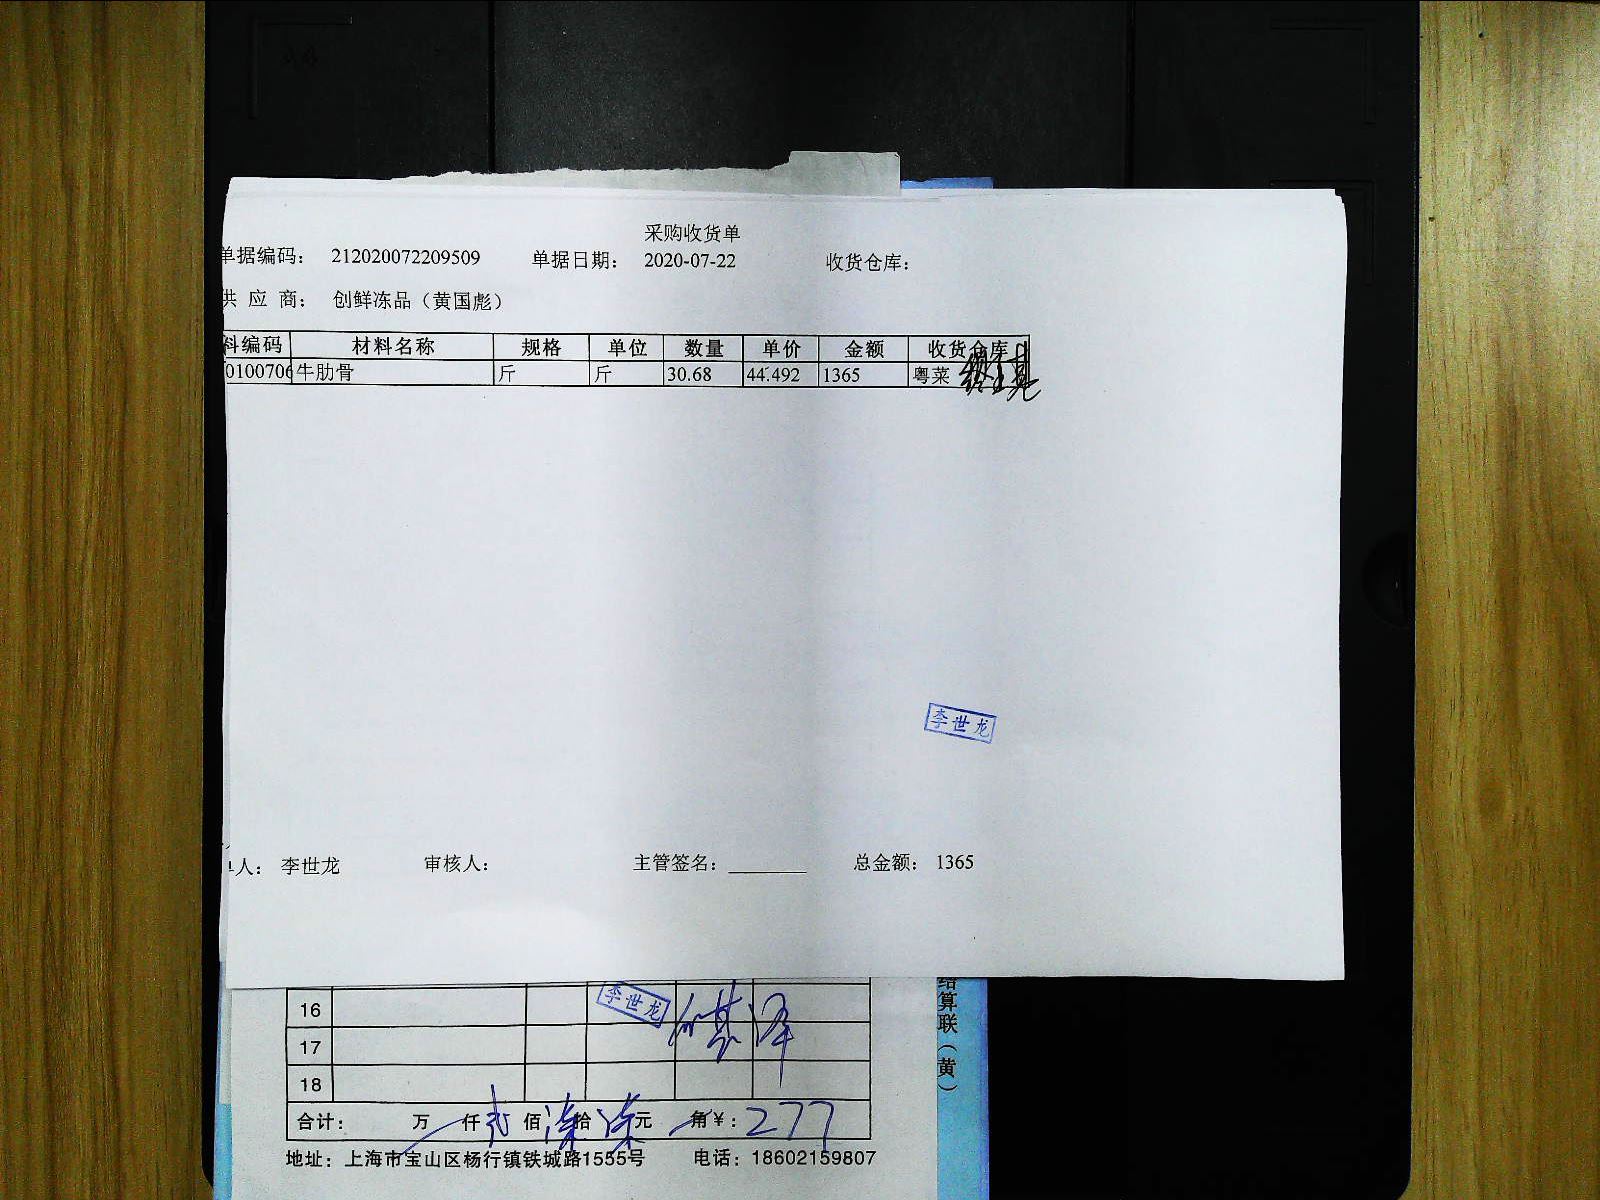 采购收货单
单据编码： 212020072209509 单据日期： 2020-07-22 收货仓库：
供 应 商： 创鲜冻品（黄国彪）
料编码 材料名称 规格 单位 数量 单价 金额 收货仓库
0100706 牛肋骨 斤 斤 30.68 44.492 1365 粤菜
李世龙
单人： 李世龙 审核人： 主管签名： 总金额： 1365
16 李世龙
17
18
合计： 万 仟 佰 拾 元 角 ¥： 277
地址：上海市宝山区杨行镇铁城路1555号 电话：18602159807
结算联（黄）